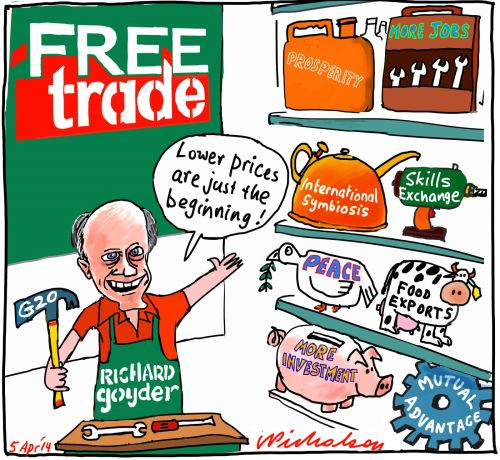 FREE
trade
Lower prices
are just the
beginning!
PROSPERITY
MORE JOBS
International
Symbiosis
Skills
Exchange
PEACE
FOOD
EXPORTS
MORE
INVESTMENT
MUTUAL
ADVANTAGE
G20
RICHARD
goyder
5 Apr '14
Nicholson